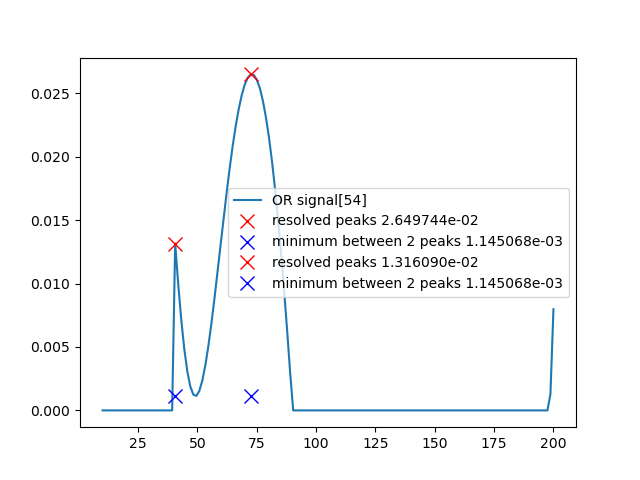 0.025
0.020
0.015
0.010
0.005
0.000
OR signal[54]
resolved peaks 2.649744e-02
minimum between 2 peaks 1.145068e-03
resolved peaks 1.316090e-02
minimum between 2 peaks 1.145068e-03
25 50 75 100 125 150 175 200